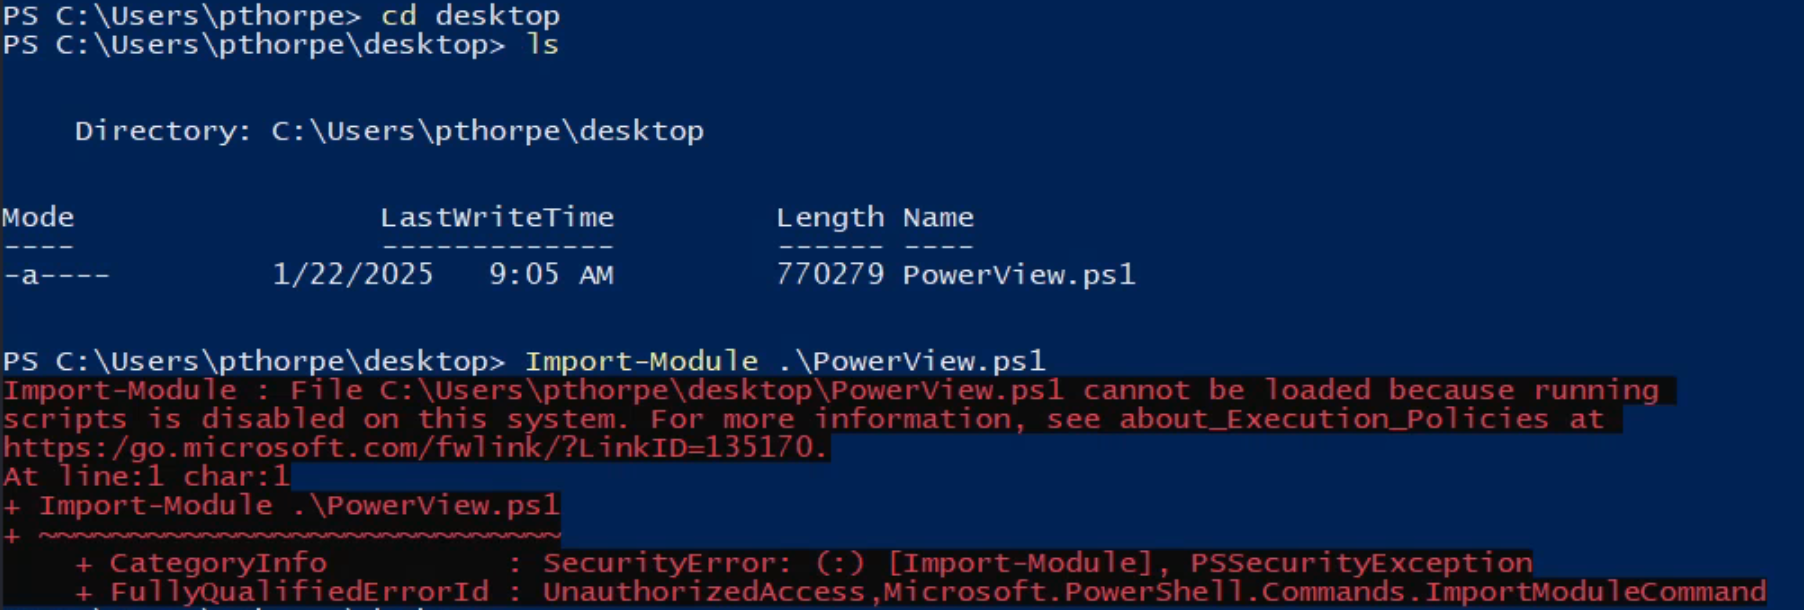 PS C:\Users\pthorpe> cd desktop
PS C:\Users\pthorpe\desktop> ls
Directory: C:\Users\pthorpe\desktop
Mode                 LastWriteTime         Length Name
----                 -------------         ------ ----
-a----         1/22/2025   9:05 AM         770279 PowerView.ps1
PS C:\Users\pthorpe\desktop> Import-Module .\PowerView.ps1
Import-Module : File C:\Users\pthorpe\desktop\PowerView.ps1 cannot be loaded because running
scripts is disabled on this system. For more information, see about_Execution_Policies at
https:/go.microsoft.com/fwlink/?LinkID=135170.
At line:1 char:1
+ Import-Module .\PowerView.ps1
+ ~~~~~~~~~~~~~~~~~~~~~~~~~~~~~
+ CategoryInfo          : SecurityError: (:) [Import-Module], PSSecurityException
+ FullyQualifiedErrorId : UnauthorizedAccess,Microsoft.PowerShell.Commands.ImportModuleCommand